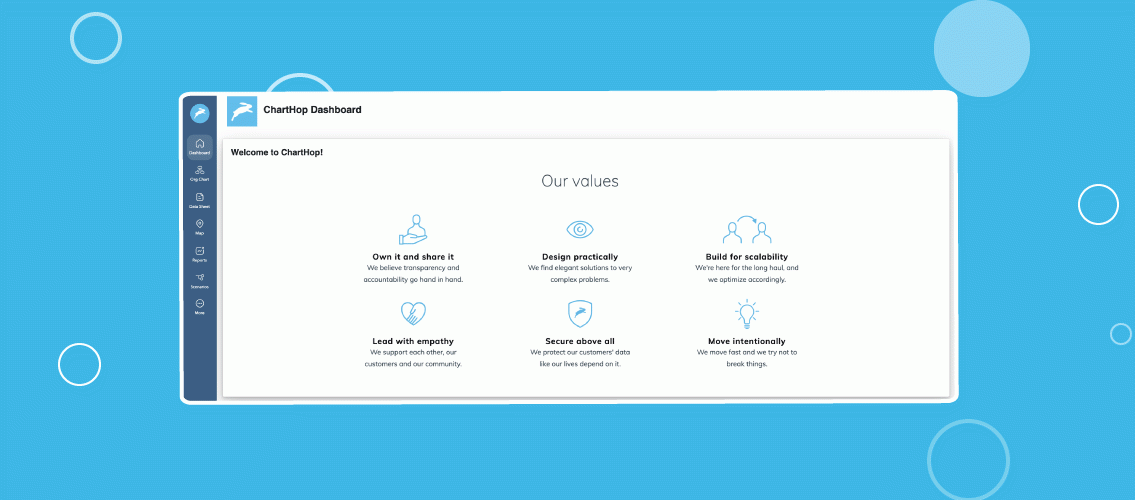 ChartHop Dashboard
Dashboard
Org Chart
Data Sheet
Map
Reports
Scenarios
More
Welcome to ChartHop!
Our values
Own it and share it
We believe transparency and
accountability go hand in hand.
Design practically
We find elegant solutions to very
complex problems.
Build for scalability
We're here for the long haul, and
we optimize accordingly.
Lead with empathy
We support each other, our
customers and our community.
Secure above all
We protect our customers' data
like our lives depend on it.
Move intentionally
We move fast and we try not to
break things.